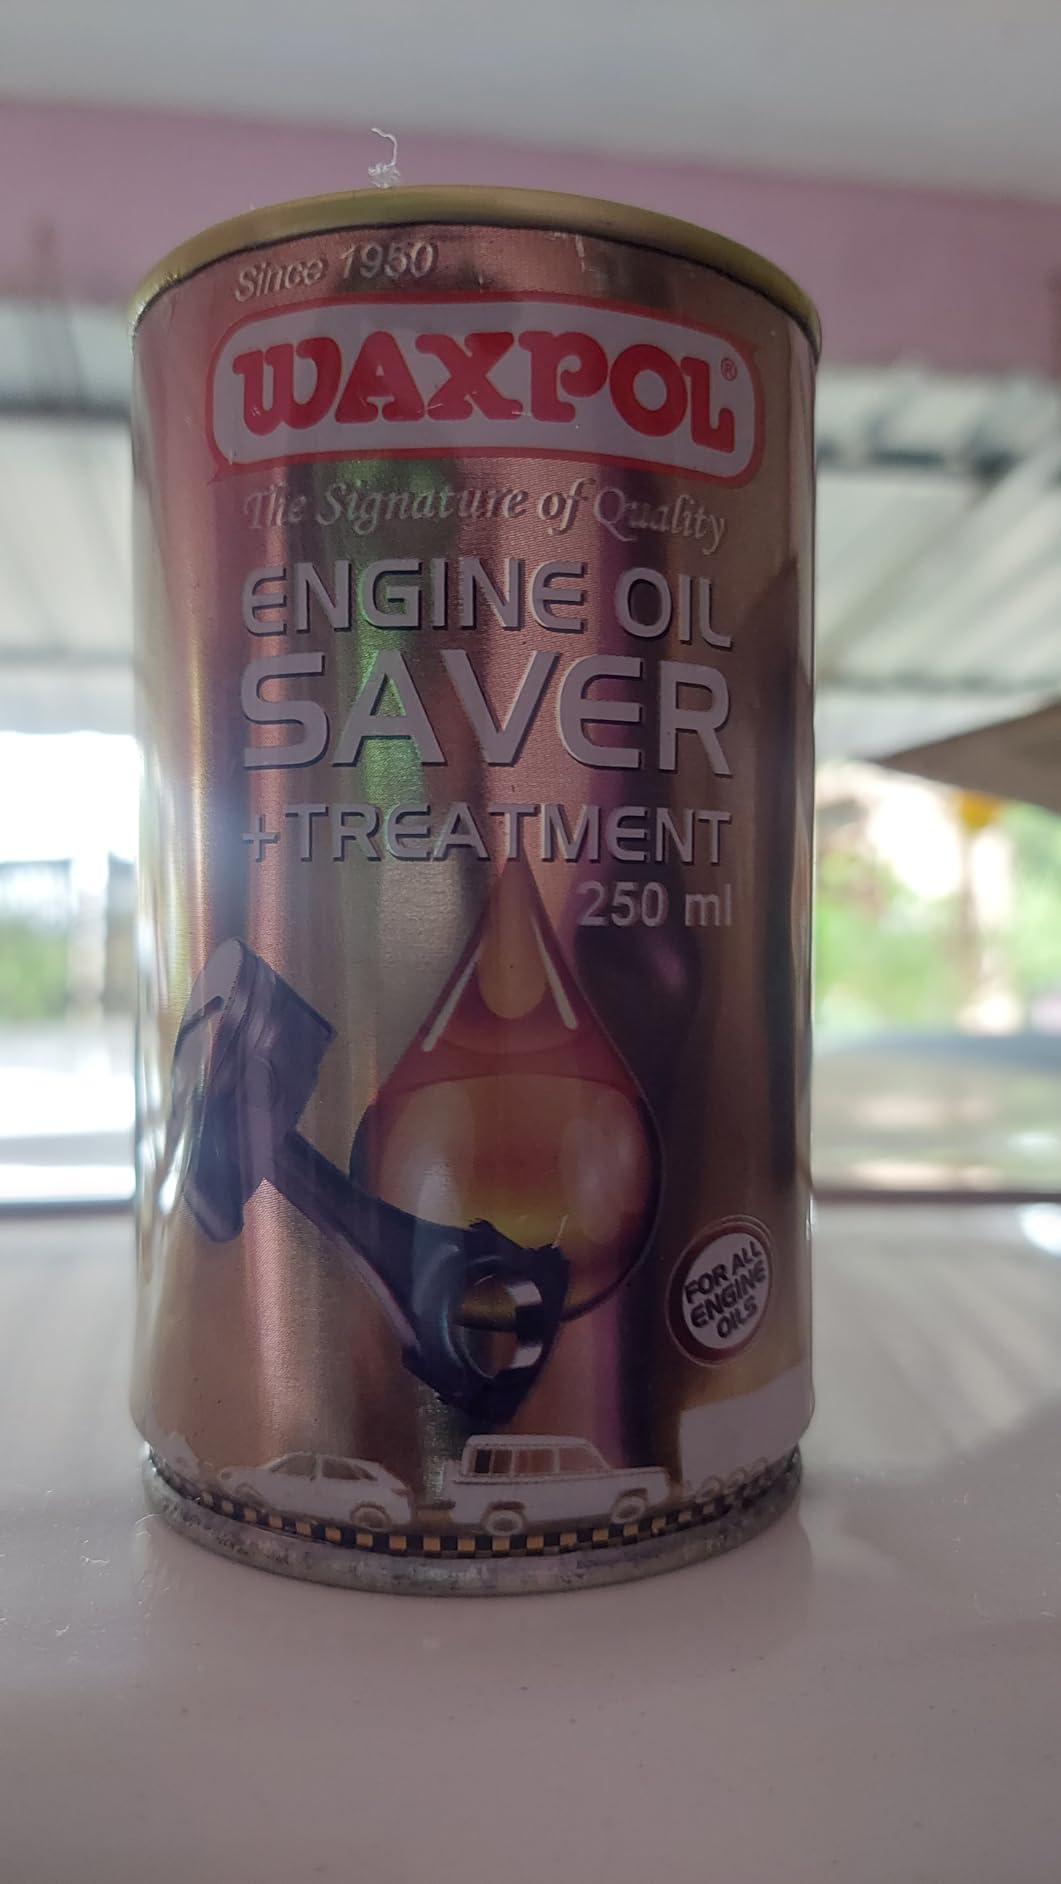 Since 1950
WAXPOL®
The Signature of Quality
ENGINE OIL
SAVER
+TREATMENT
250 ml
FOR ALL
ENGINE
OILS